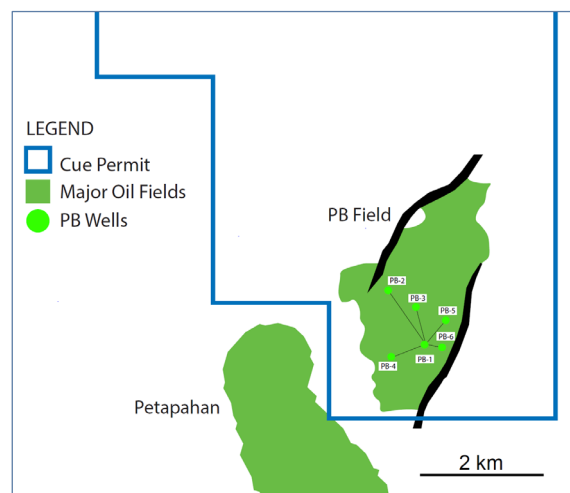 LEGEND
Cue Permit
Major Oil Fields
PB Wells
PB Field
PB-2
PB-3
PB-5
PB-6
PB-1
PB-4
Petapahan
2 km